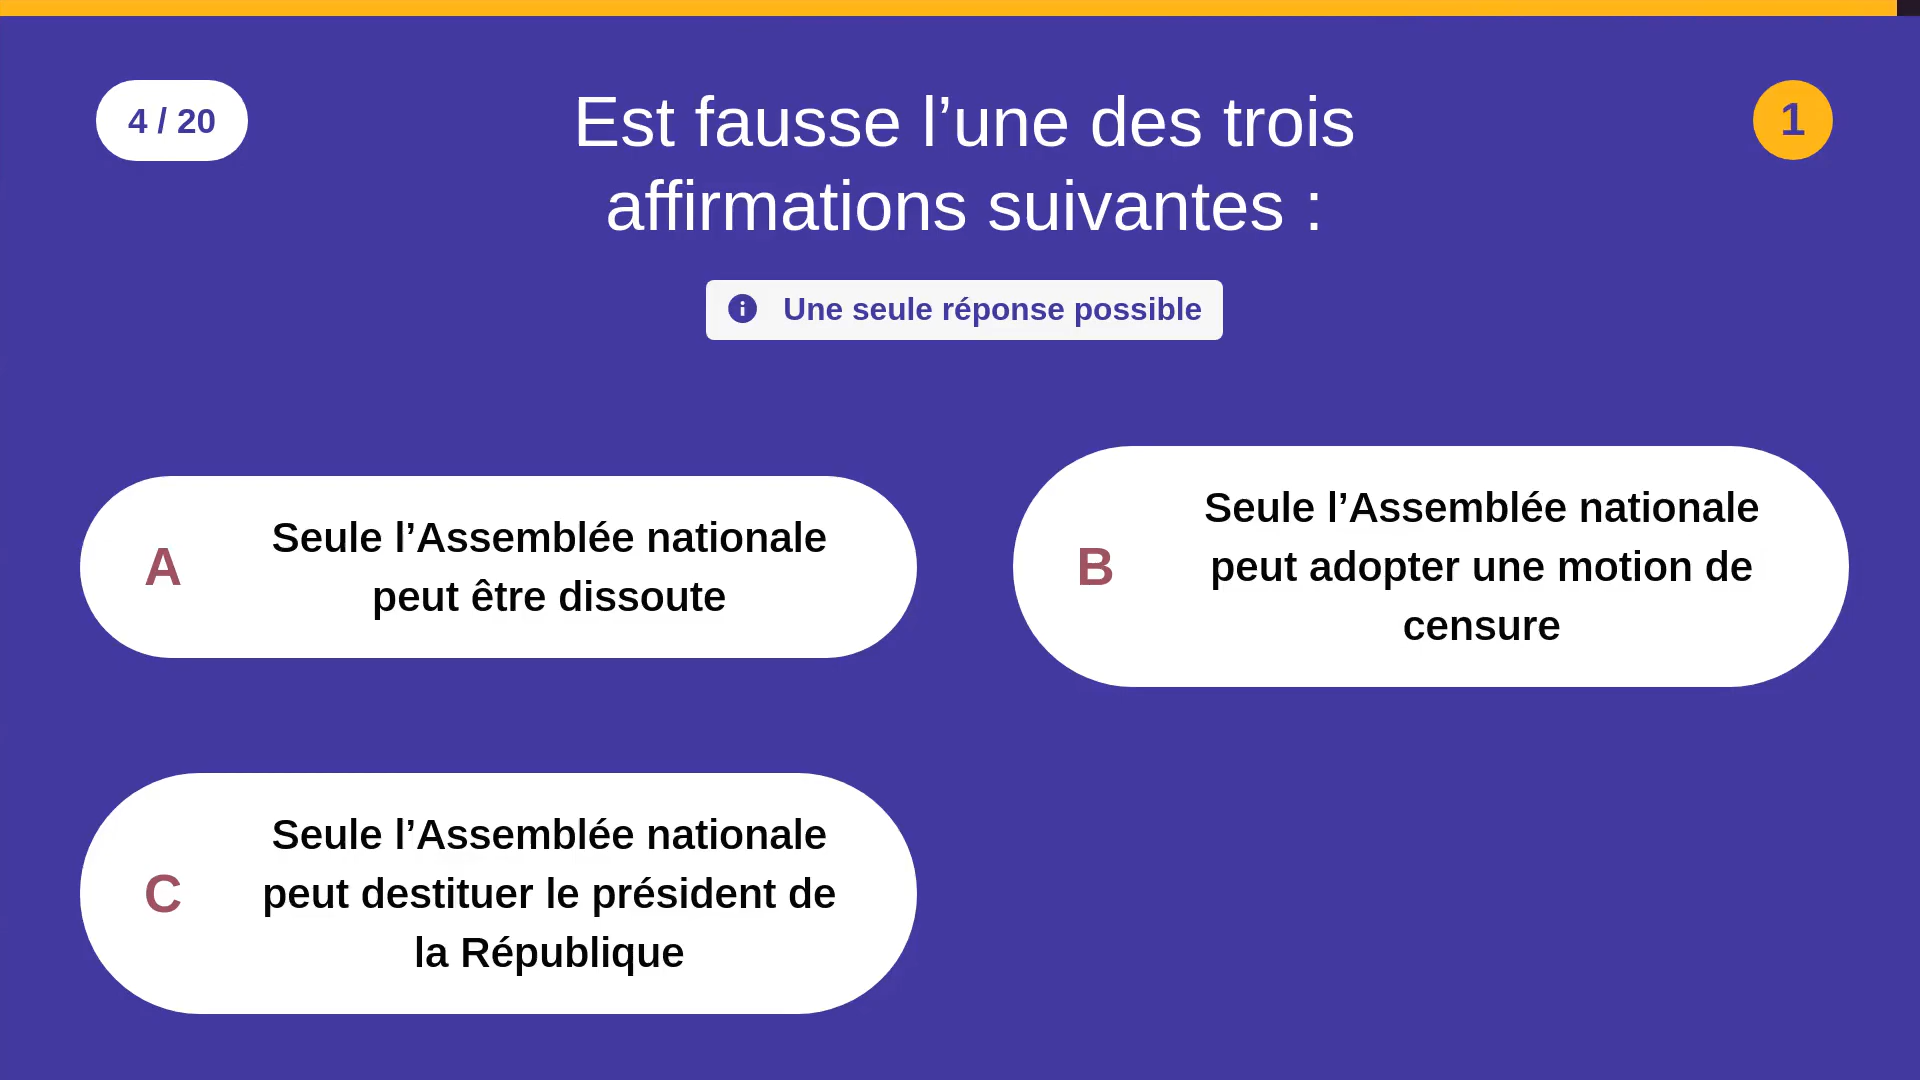 4 / 20
Est fausse l’une des trois
affirmations suivantes :
1
Une seule réponse possible
A
Seule l’Assemblée nationale
peut être dissoute
B
Seule l’Assemblée nationale
peut adopter une motion de
censure
C
Seule l’Assemblée nationale
peut destituer le président de
la République